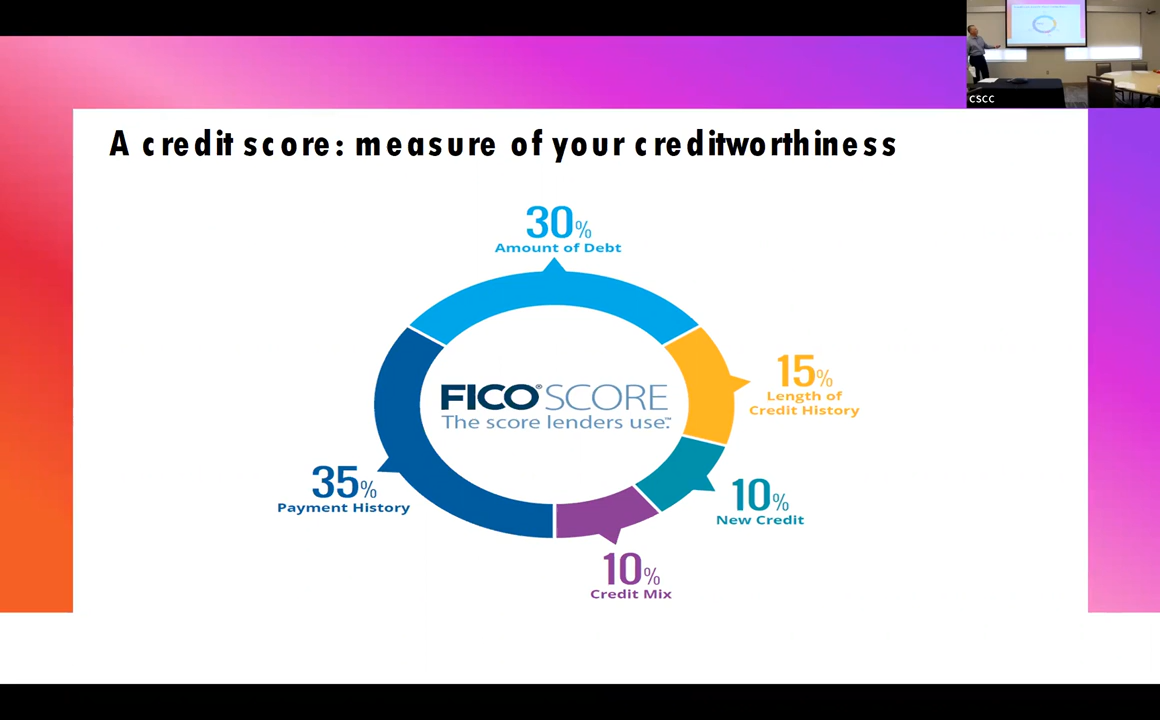 CSCC
A credit score: measure of your creditworthiness
30%
Amount of Debt
15%
Length of
Credit History
FICO® SCORE
The score lenders use.™
35%
Payment History
10%
New Credit
10%
Credit Mix